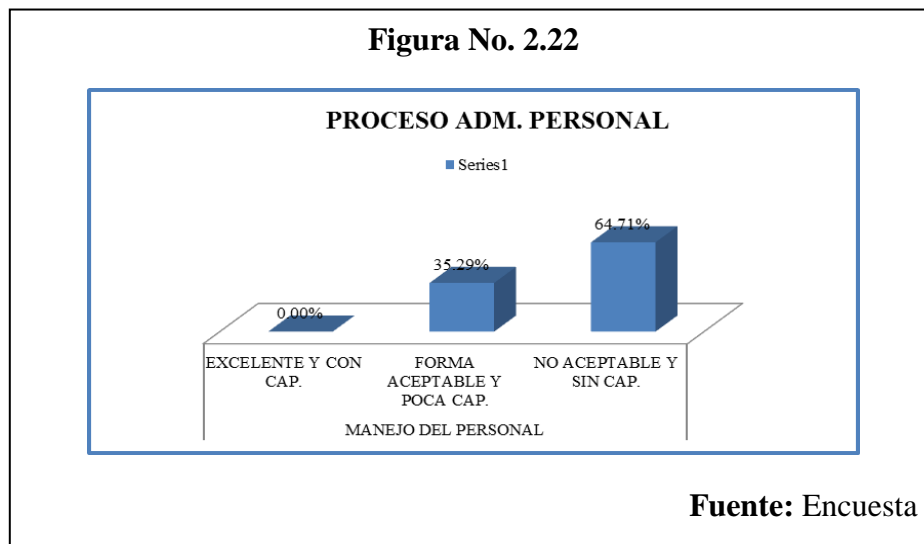 Figura No. 2.22
PROCESO ADM. PERSONAL
Series1
0.00%
35.29%
64.71%
EXCELENTE Y CON
CAP.
FORMA
ACEPTABLE Y
POCA CAP.
NO ACEPTABLE Y
SIN CAP.
MANEJO DEL PERSONAL
Fuente: Encuesta